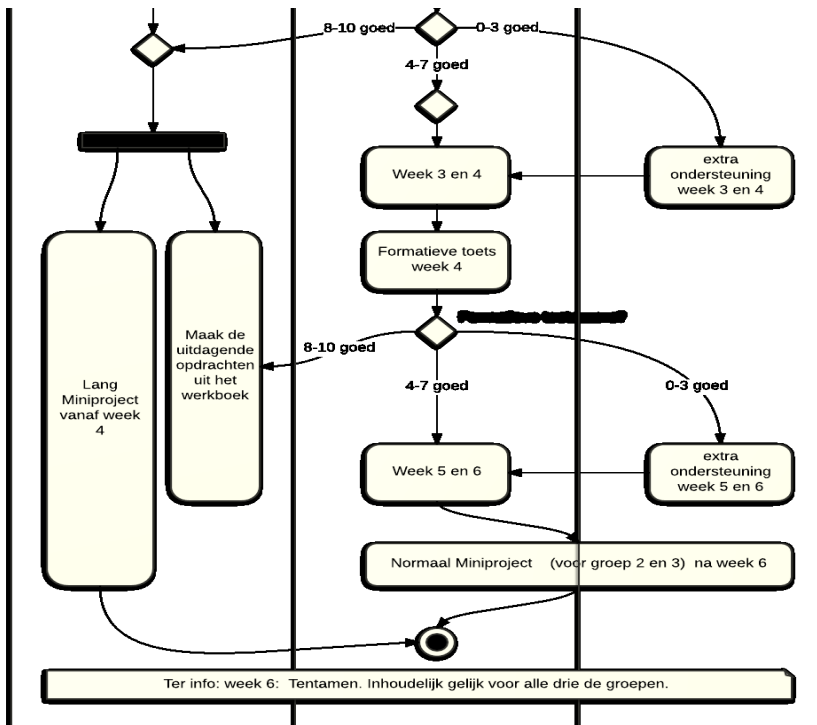 8-10 goed
0-3 goed
4-7 goed
Week 3 en 4
extra
ondersteuning
week 3 en 4
Formatieve toets
week 4
Maak de
uitdagende
opdrachten
uit het
werkboek
8-10 goed
4-7 goed
0-3 goed
Lang
Miniproject
vanaf week
4
Week 5 en 6
extra
ondersteuning
week 5 en 6
Normaal Miniproject (voor groep 2 en 3) na week 6
Ter info: week 6: Tentamen. Inhoudelijk gelijk voor alle drie de groepen.